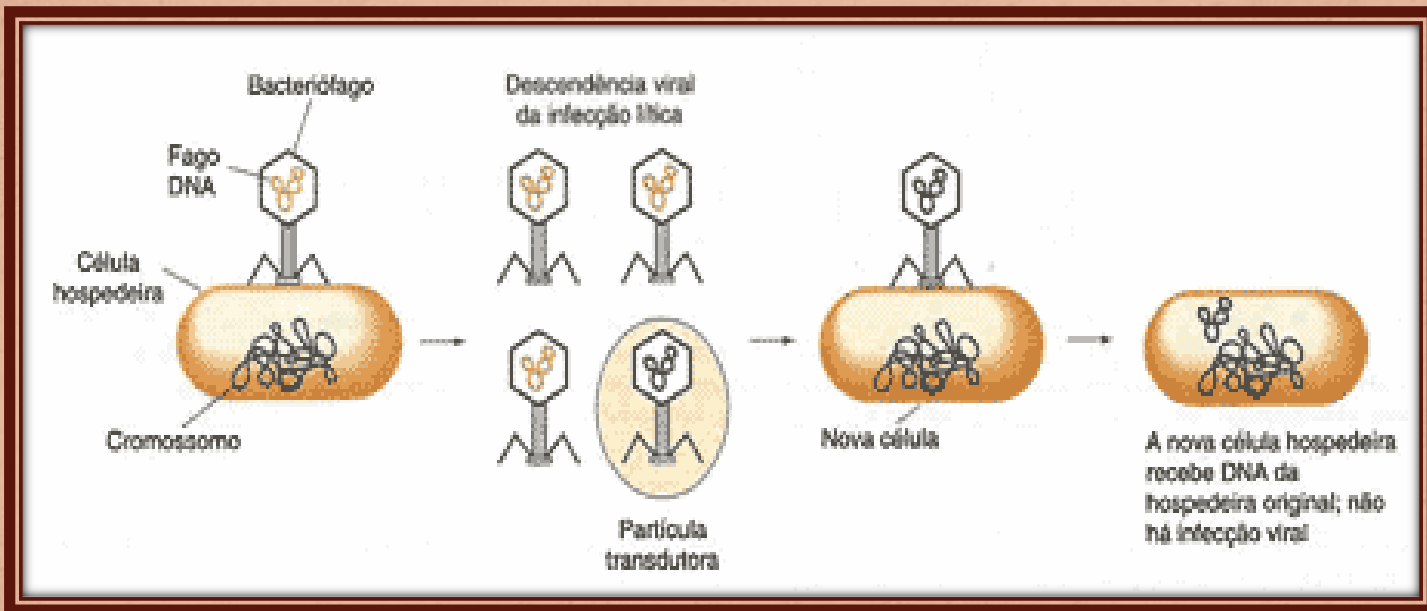 Bacteriófago
Fago
DNA
Célula
hospedeira
Cromossomo
Descendência viral
da infecção lítica
Partícula
transdutora
Nova célula
A nova célula hospedeira
recebe DNA da
hospedeira original; não
há infecção viral